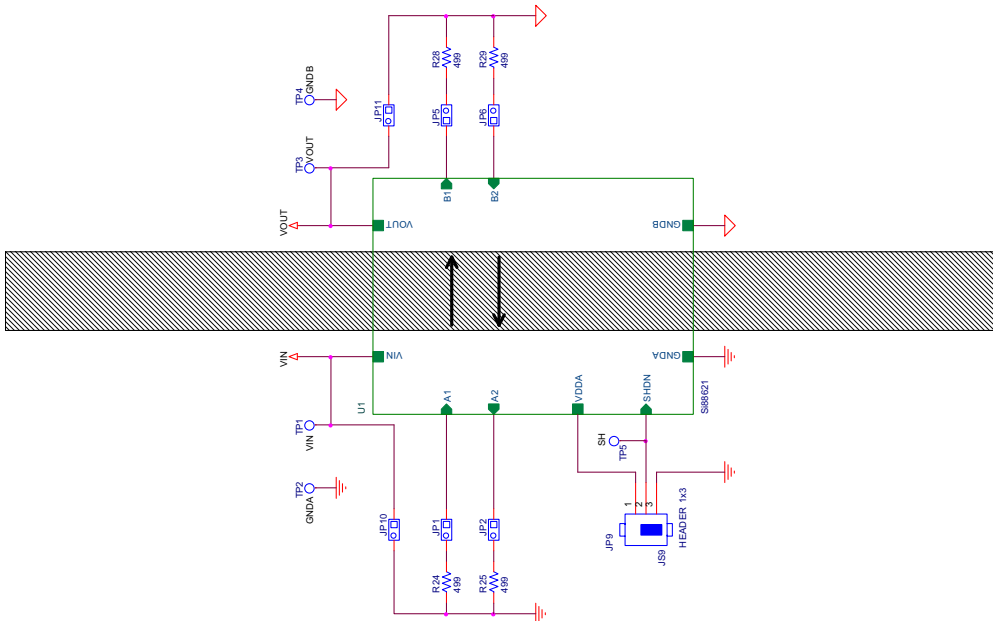 R28
499
R29
499
TP4
GNDB
JP11
JP5
JP6
TP3
VOUT
B1
B2
VOUT
VOUT
GNDB
VIN
VIN
GNDA
U1
A1
A2
VDDA
SHDN
Si88621
TP1
VIN
SH
TP5
TP2
GNDA
1
2
3
JP10
JP1
JP2
JP9
JS9
HEADER 1x3
R24
499
R25
499